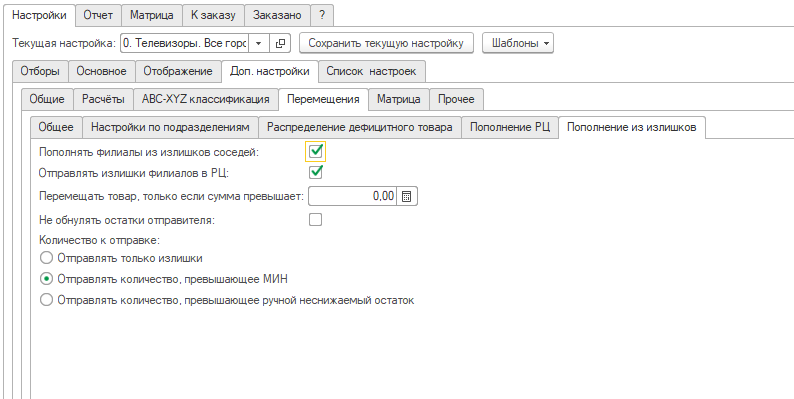 Настройки Отчет Матрица К заказу Заказано ?
Текущая настройка: 0. Телевизоры. Все горо Сохранить текущую настройку Шаблоны
Отборы Основное Отображение Доп. настройки Список настроек
Общие Расчёты ABC-XYZ классификация Перемещения Матрица Прочее
Общее Настройки по подразделениям Распределение дефицитного товара Пополнение РЦ Пополнение из излишков
Пополнять филиалы из излишков соседей:
Отправлять излишки филиалов в РЦ:
Перемещать товар, только если сумма превышает: 0,00
Не обнулять остатки отправителя:
Количество к отправке:
Отправлять только излишки
Отправлять количество, превышающее МИН
Отправлять количество, превышающее ручной неснижаемый остаток